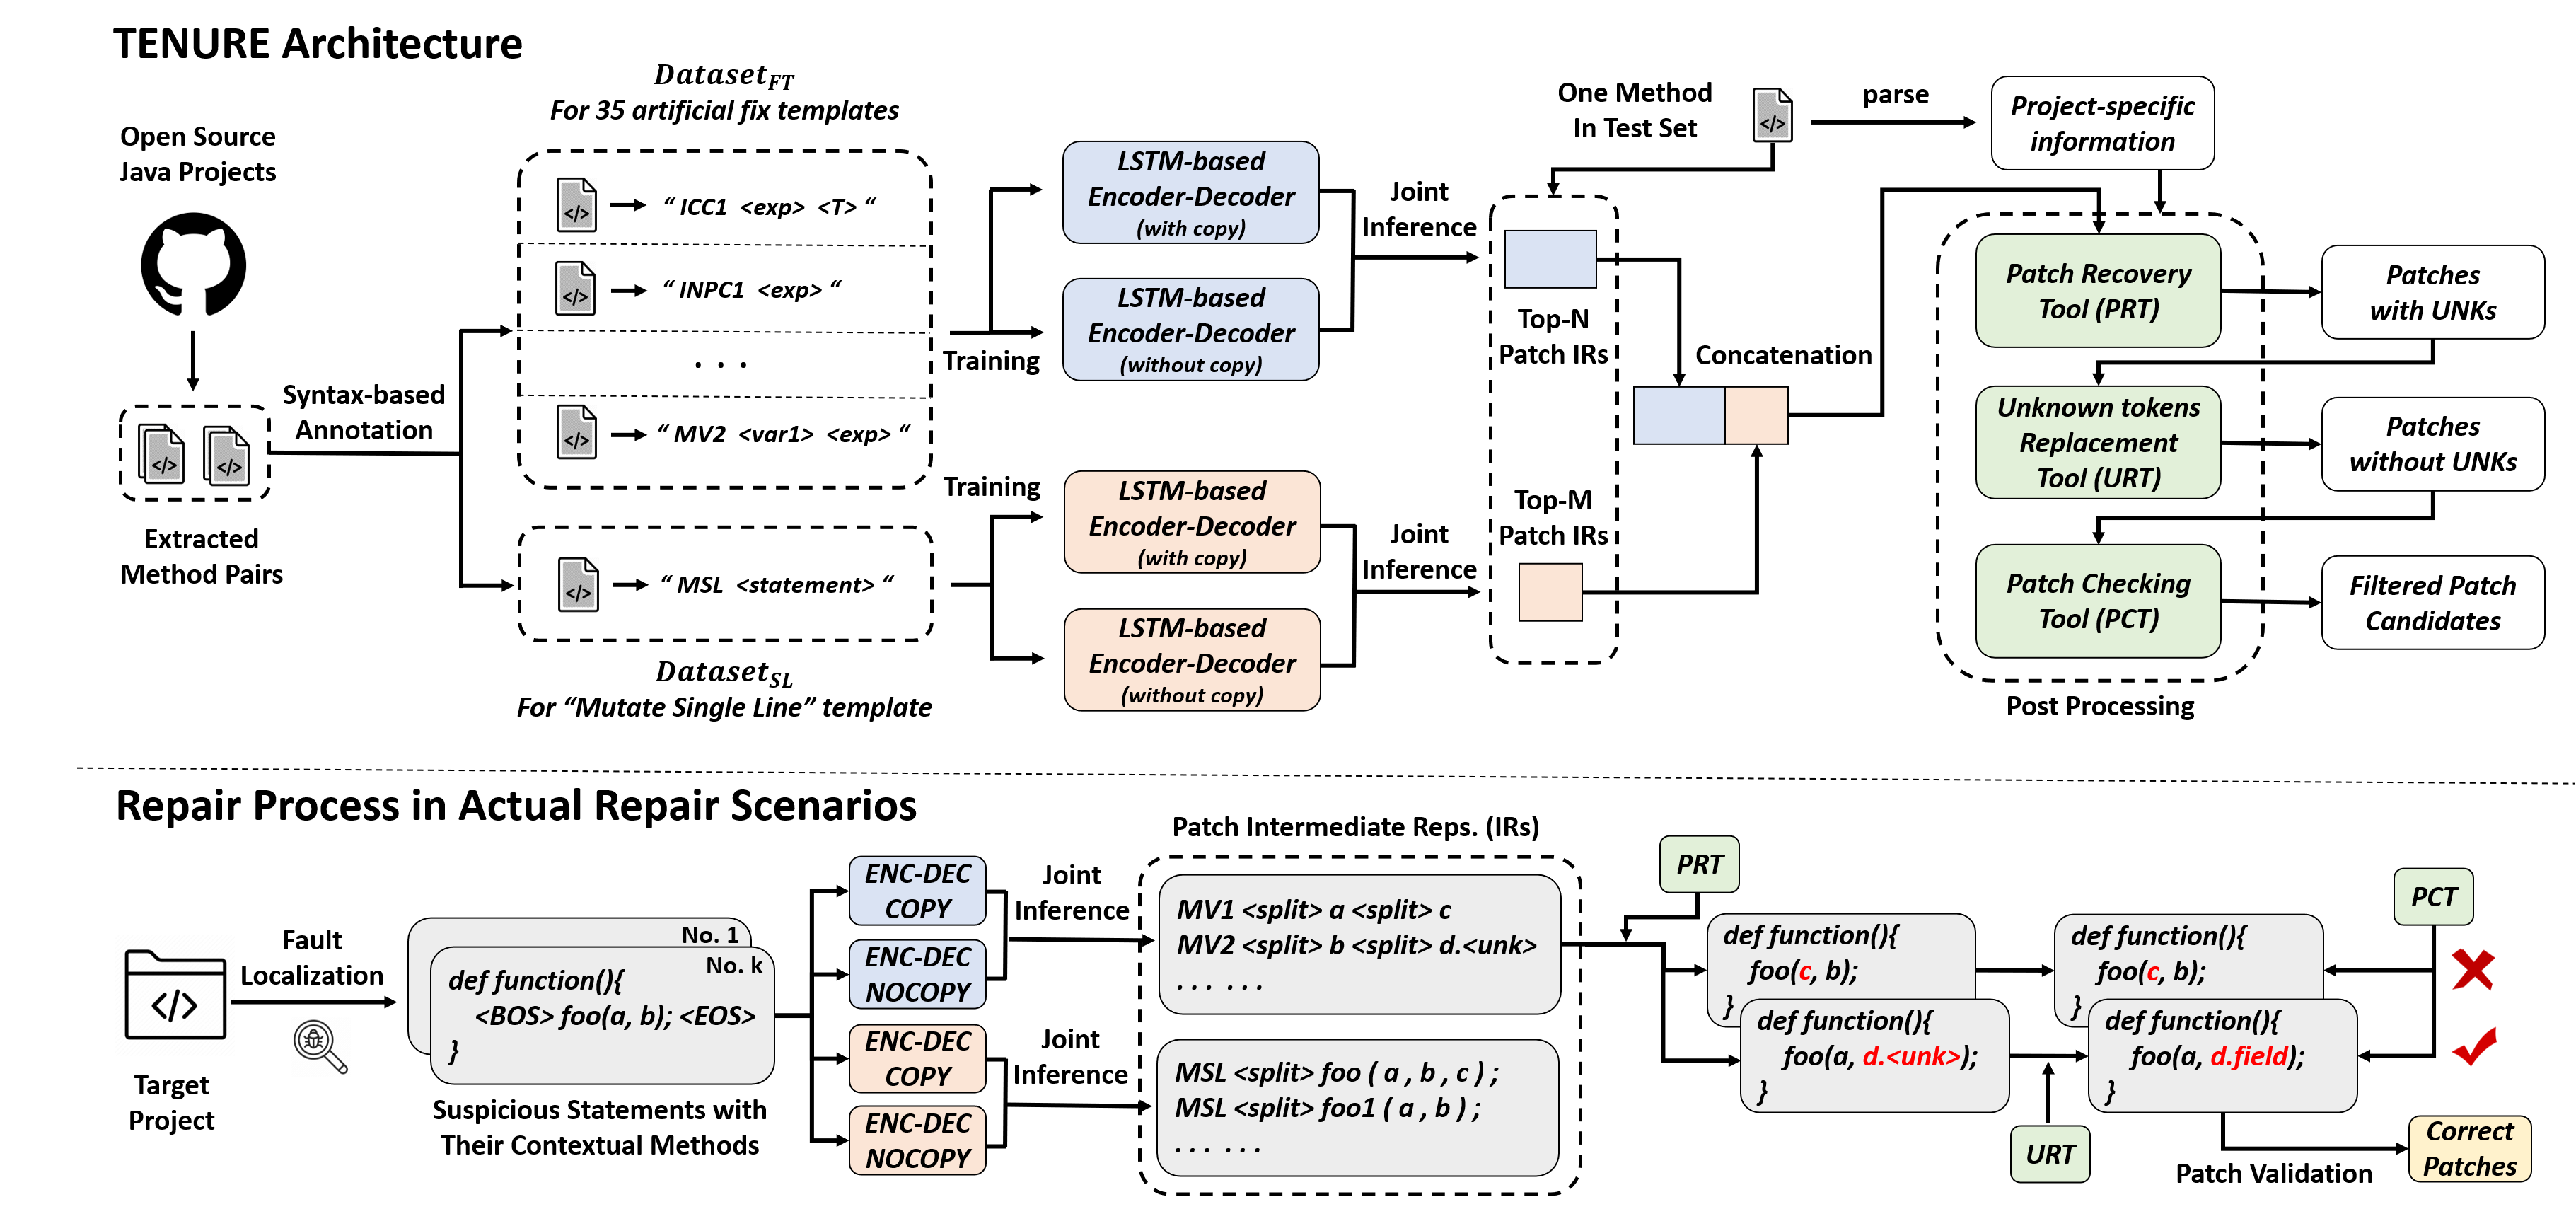 TENURE Architecture
Open Source
Java Projects
Extracted
Method Pairs
Syntax-based
Annotation
Dataset_FT
For 35 artificial fix templates
</>
“ ICC1 <exp> <T> “
</>
“ INPC1 <exp> “
. . .
</>
“ MV2 <var1> <exp> “
</>
“ MSL <statement> “
Dataset_SL
For “Mutate Single Line” template
Training
Training
LSTM-based
Encoder-Decoder
(with copy)
LSTM-based
Encoder-Decoder
(without copy)
LSTM-based
Encoder-Decoder
(with copy)
LSTM-based
Encoder-Decoder
(without copy)
Joint
Inference
Joint
Inference
One Method
In Test Set
</>
parse
Project-specific
information
Top-N
Patch IRs
Top-M
Patch IRs
Concatenation
Patch Recovery
Tool (PRT)
Patches
with UNKs
Unknown tokens
Replacement
Tool (URT)
Patches
without UNKs
Patch Checking
Tool (PCT)
Filtered Patch
Candidates
Post Processing
Repair Process in Actual Repair Scenarios
</>
Target
Project
Fault
Localization
No. 1
No. k
def function(){
<BOS> foo(a, b); <EOS>
}
Suspicious Statements with
Their Contextual Methods
ENC-DEC
COPY
ENC-DEC
NOCOPY
ENC-DEC
COPY
ENC-DEC
NOCOPY
Joint
Inference
Joint
Inference
Patch Intermediate Reps. (IRs)
MV1 <split> a <split> c
MV2 <split> b <split> d.<unk>
. . . . . .
MSL <split> foo ( a , b , c ) ;
MSL <split> foo1 ( a , b ) ;
. . . . . .
PRT
def function(){
foo(c, b);
}
def function(){
foo(a, d.<unk>);
}
URT
def function(){
foo(c, b);
}
def function(){
foo(a, d.field);
}
PCT
Patch Validation
Correct
Patches